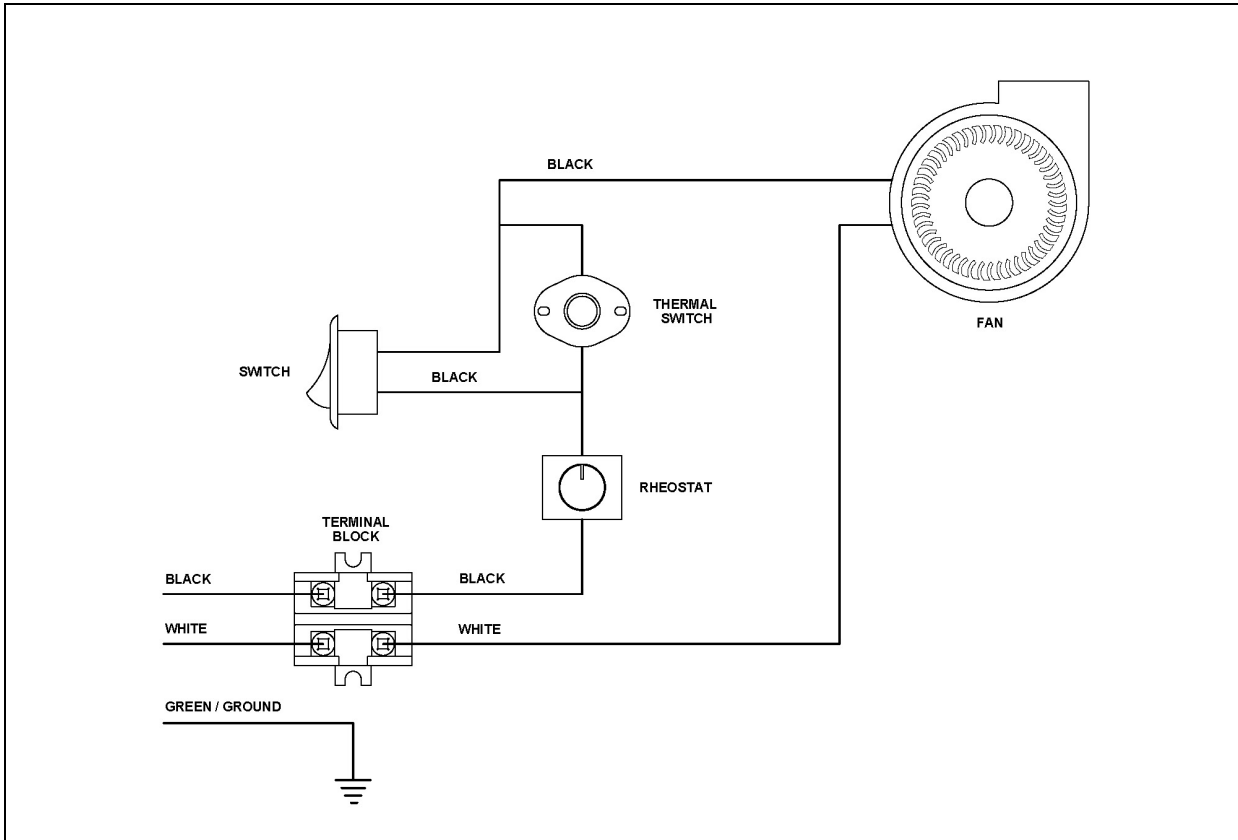 BLACK
THERMAL
SWITCH
FAN
SWITCH
BLACK
RHEOSTAT
TERMINAL
BLOCK
BLACK
BLACK
WHITE
WHITE
GREEN / GROUND